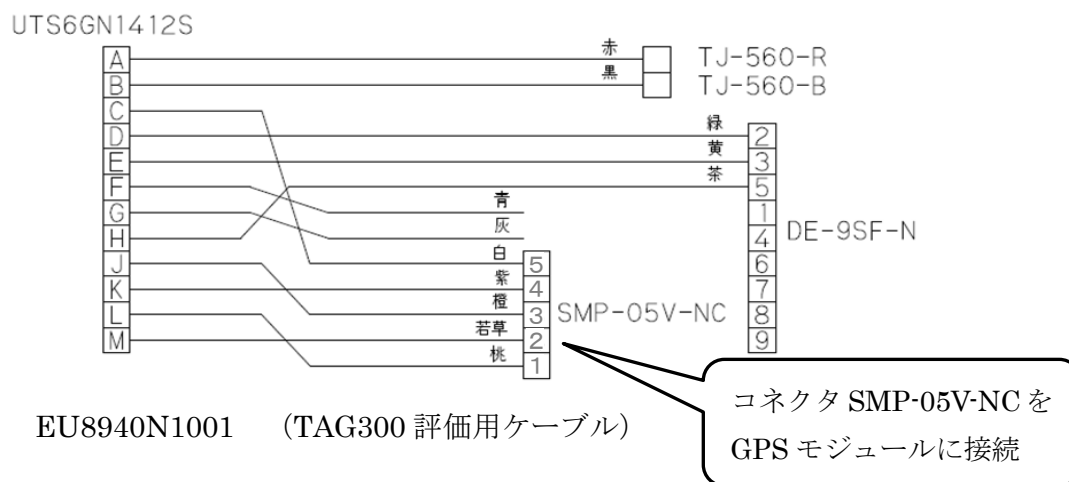 UTS6GN1412S
A
B
C
D
E
F
G
H
J
K
L
M
赤
黒
TJ-560-R
TJ-560-B
緑
黄
茶
2
3
5
1
4
6
7
8
9
DE-9SF-N
青
灰
白
紫
橙
若草
桃
5
4
3
2
1
SMP-05V-NC
コネクタ SMP-05V-NC を
GPS モジュールに接続
EU8940N1001 (TAG300 評価用ケーブル)